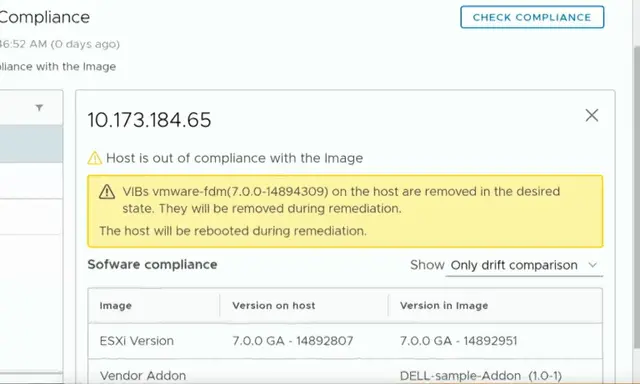 Compliance
CHECK COMPLIANCE
46:52 AM (0 days ago)
pliance with the Image
10.173.184.65
Host is out of compliance with the Image
VIBs vmware-fdm(7.0.0-14894309) on the host are removed in the desired
state. They will be removed during remediation.
The host will be rebooted during remediation.
Sofware compliance
Show Only drift comparison
Image Version on host Version in Image
ESXi Version 7.0.0 GA - 14892807 7.0.0 GA - 14892951
Vendor Addon DELL-sample-Addon (1.0-1)